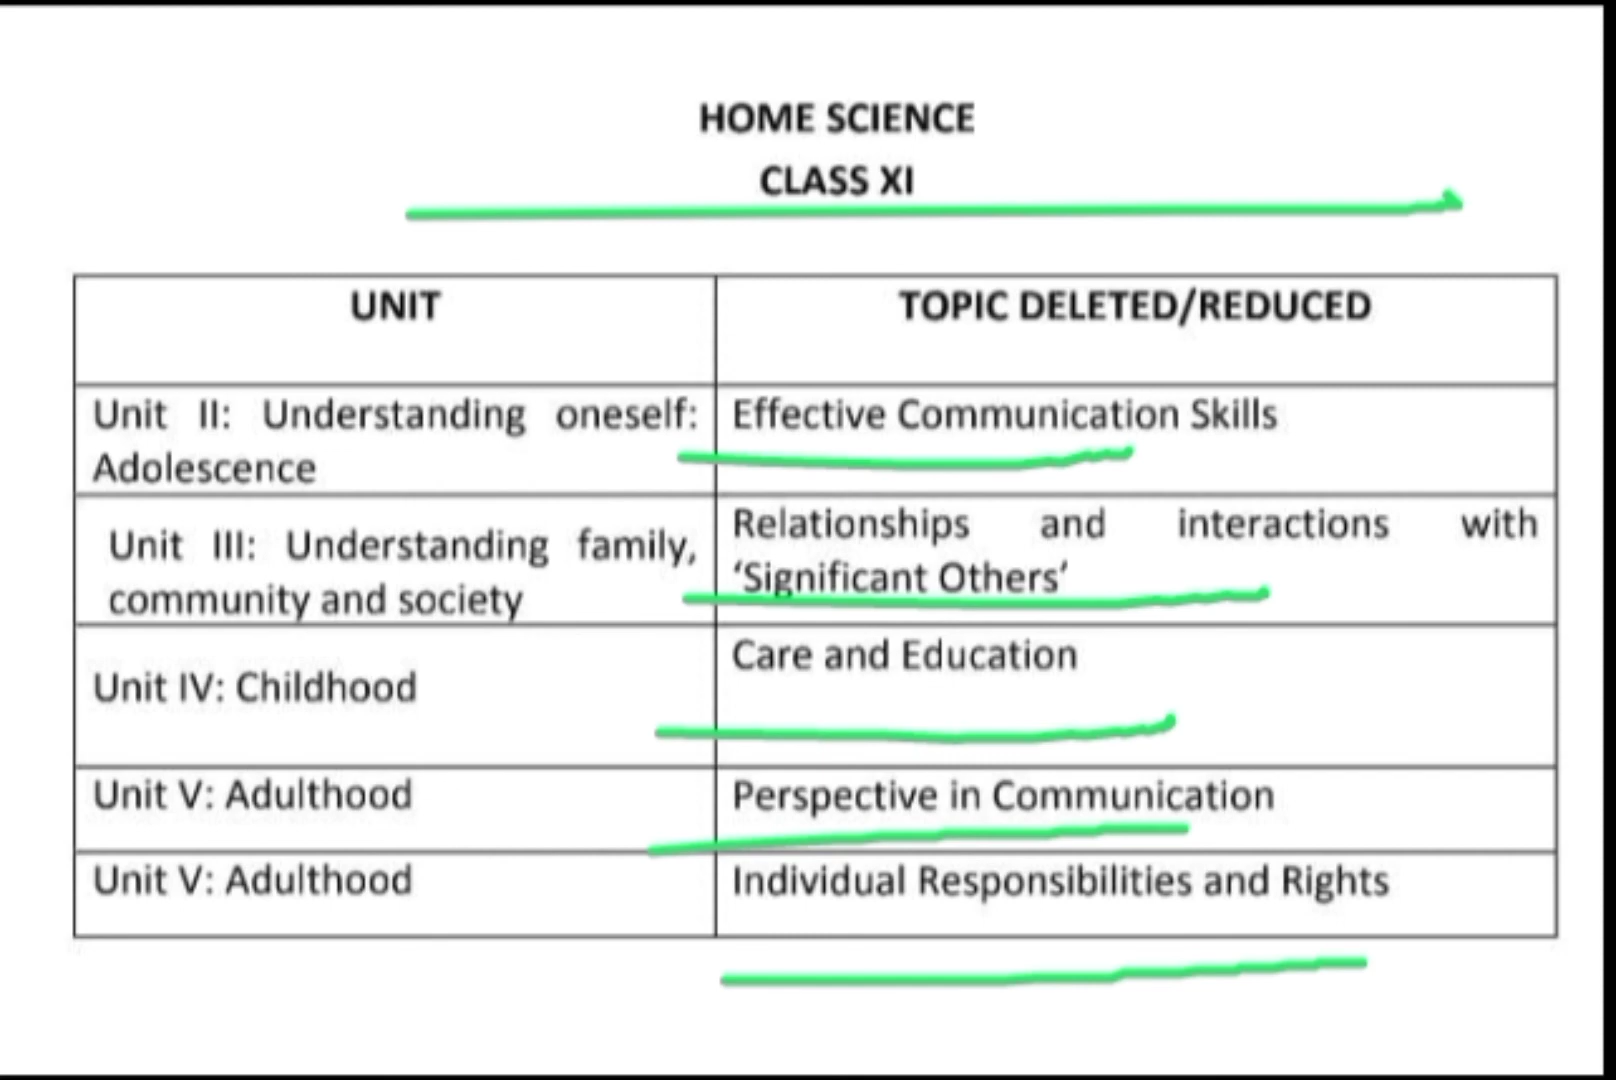 HOME SCIENCE
CLASS XI
UNIT
TOPIC DELETED/REDUCED
Unit II: Understanding oneself:
Adolescence
Effective Communication Skills
Unit III: Understanding family,
community and society
Relationships and interactions with
‘Significant Others’
Unit IV: Childhood
Care and Education
Unit V: Adulthood
Perspective in Communication
Unit V: Adulthood
Individual Responsibilities and Rights